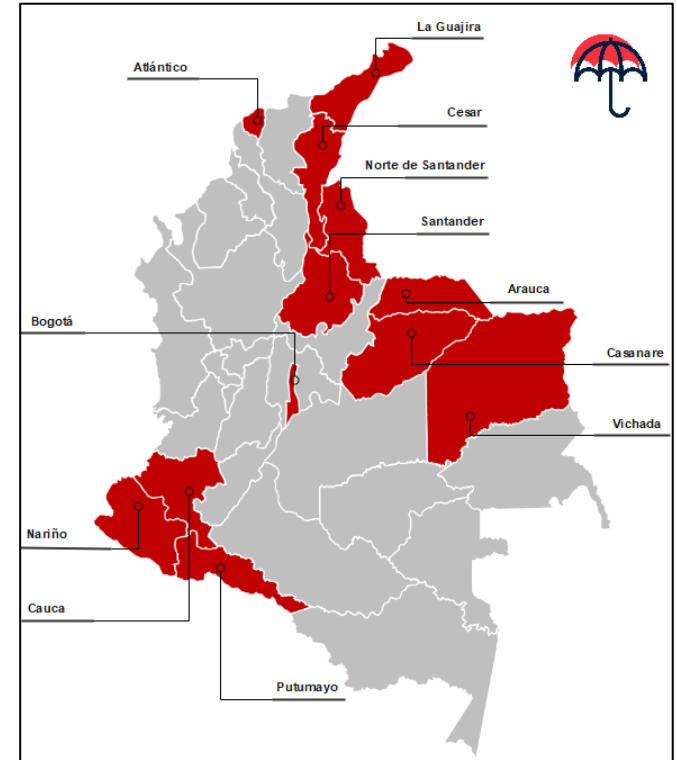 La Guajira
Atlántico
Cesar
Norte de Santander
Santander
Arauca
Bogotá
Casanare
Vichada
Nariño
Cauca
Putumayo